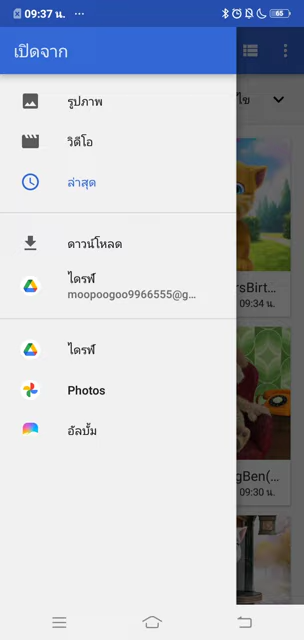 09:37 น. ...
65
เปิดจาก
รูปภาพ
ไข
วิดีโอ
ล่าสุด
ดาวน์โหลด
ไดรฟ์
moopoogoo9966555@g...
rsBirt...
09:34 น.
ไดรฟ์
Photos
อัลบั้ม
gBen(...
09:30 น.